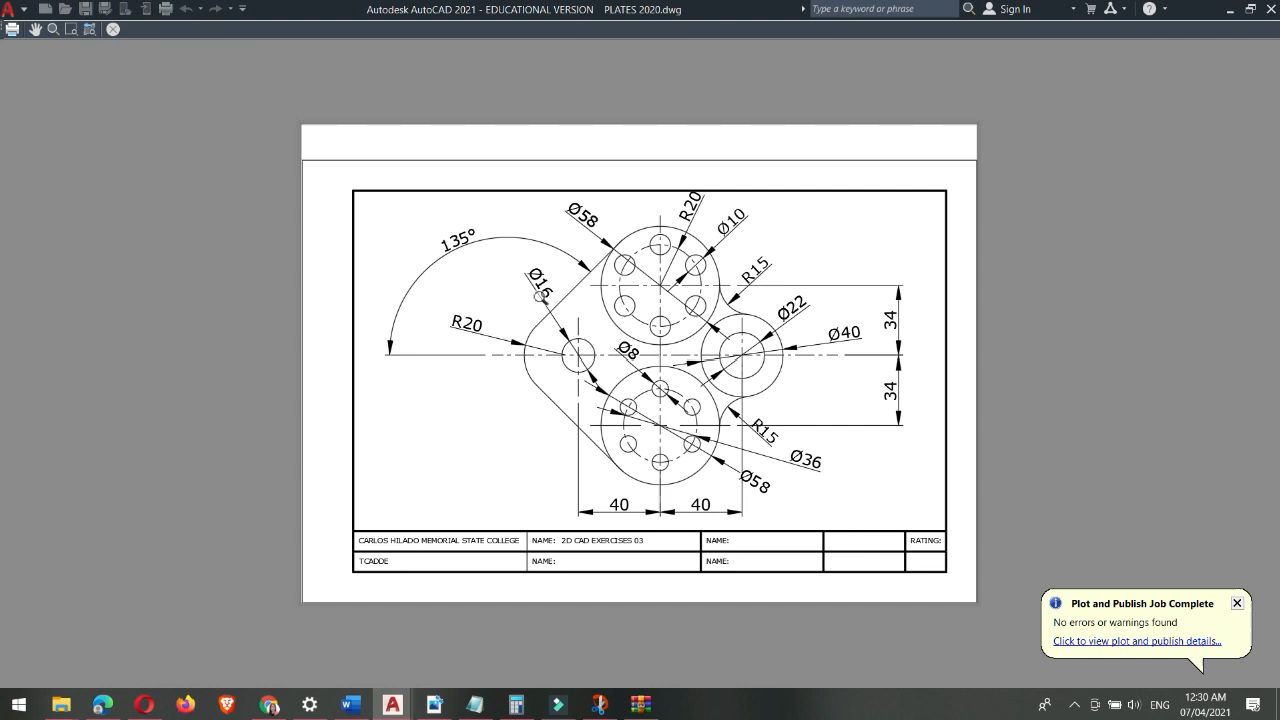 Autodesk AutoCAD 2021 - EDUCATIONAL VERSION PLATES 2020.dwg
Type a keyword or phrase
Sign In
Ø58
R20
Ø10
135°
Ø16
R15
Ø22
R20
Ø40
34
Ø8
34
R15
Ø36
Ø58
40
40
CARLOS HILADO MEMORIAL STATE COLLEGE
NAME: 2D CAD EXERCISES 03
NAME:
RATING:
TCADDE
NAME:
NAME:
Plot and Publish Job Complete
No errors or warnings found
Click to view plot and publish details...
ENG
12:30 AM
07/04/2021